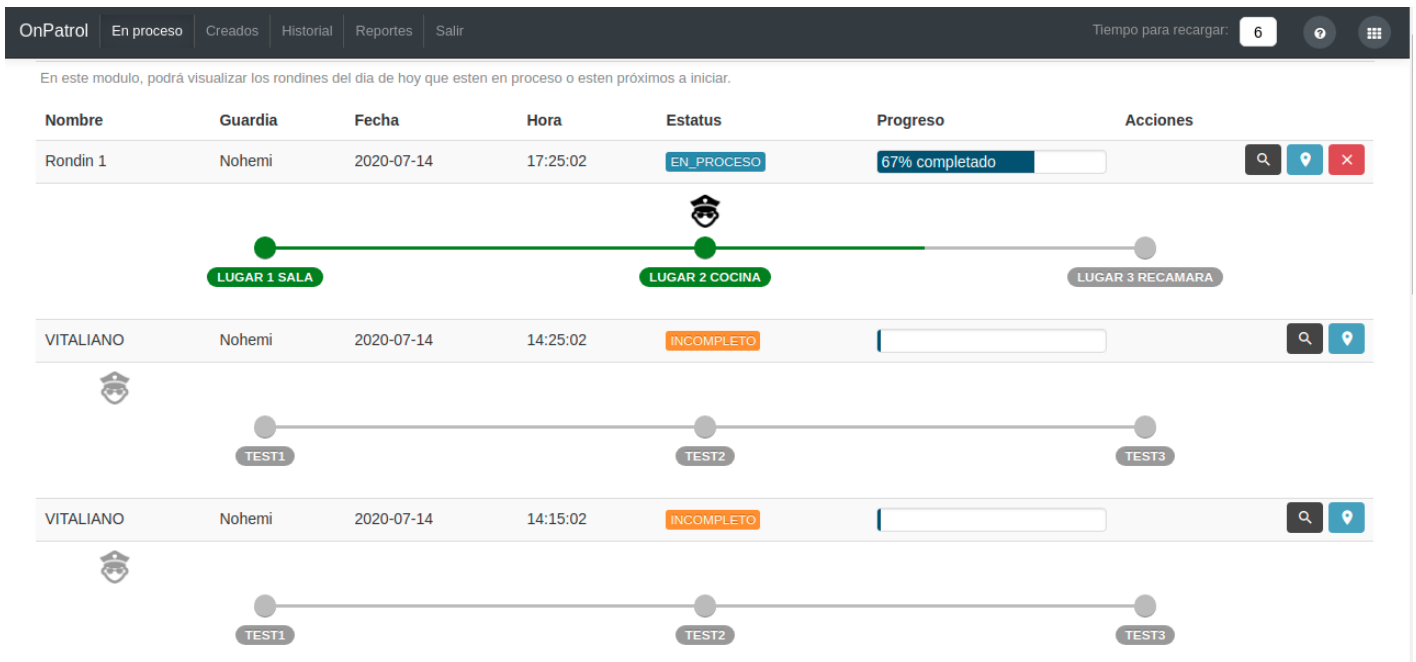 OnPatrol En proceso Creados Historial Reportes Salir Tiempo para recargar: 6
En este modulo, podrá visualizar los rondines del dia de hoy que esten en proceso o esten próximos a iniciar.
Nombre Guardia Fecha Hora Estatus Progreso Acciones
Rondin 1 Nohemi 2020-07-14 17:25:02 EN_PROCESO 67% completado
LUGAR 1 SALA LUGAR 2 COCINA LUGAR 3 RECAMARA
VITALIANO Nohemi 2020-07-14 14:25:02 INCOMPLETO
TEST1 TEST2 TEST3
VITALIANO Nohemi 2020-07-14 14:15:02 INCOMPLETO
TEST1 TEST2 TEST3